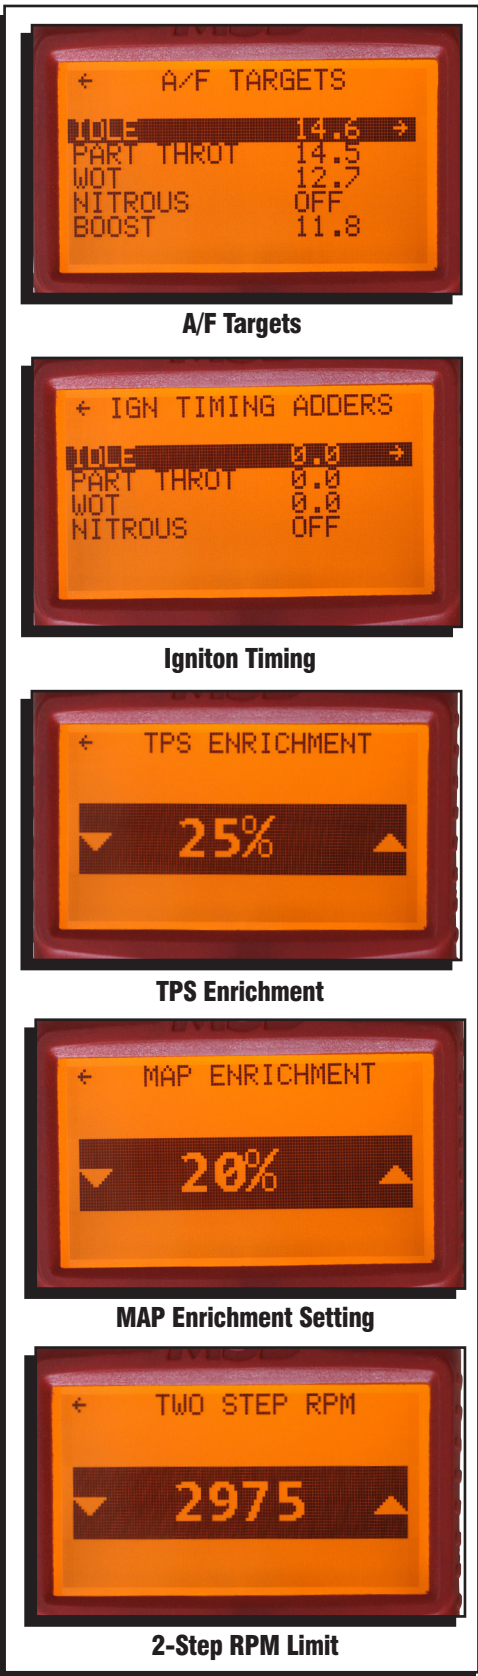 ← A/F TARGETS
IDLE 14.6 →
PART THROT 14.5
WOT 12.7
NITROUS OFF
BOOST 11.8
A/F Targets
← IGN TIMING ADDERS
IDLE 0.0 →
PART THROT 0.0
WOT 0.0
NITROUS OFF
Igniton Timing
← TPS ENRICHMENT
25%
TPS Enrichment
← MAP ENRICHMENT
20%
MAP Enrichment Setting
← TWO STEP RPM
2975
2-Step RPM Limit